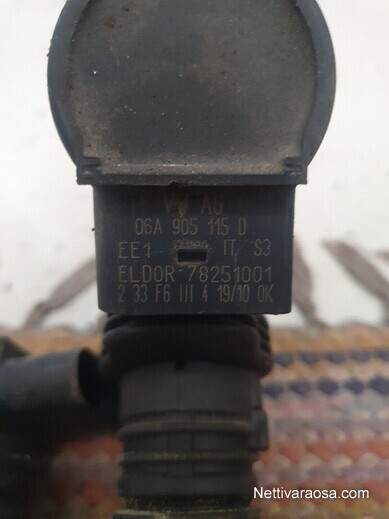 VW AG
06A 905 115 D
EE1 IT S3
ELDOR 78251001
2 33 F6 III 4 19/10 OK
Nettivaraosa.com